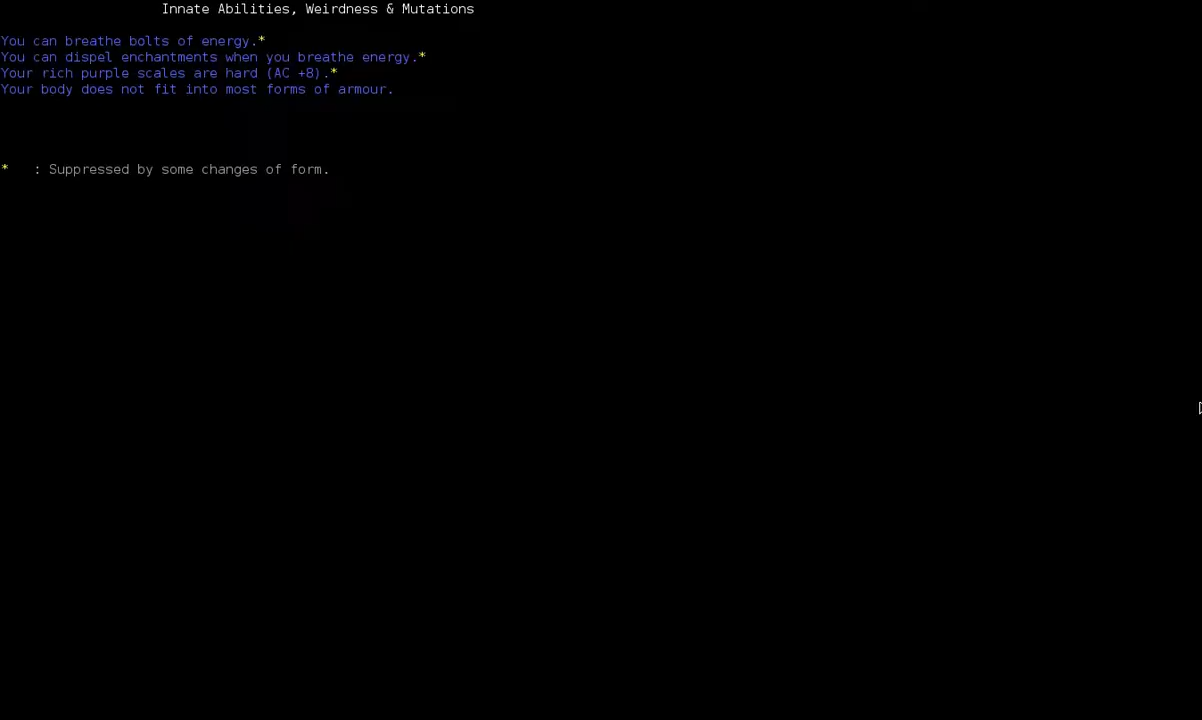 Innate Abilities, Weirdness & Mutations
You can breathe bolts of energy.*
You can dispel enchantments when you breathe energy.*
Your rich purple scales are hard (AC +8).*
Your body does not fit into most forms of armour.
* : Suppressed by some changes of form.